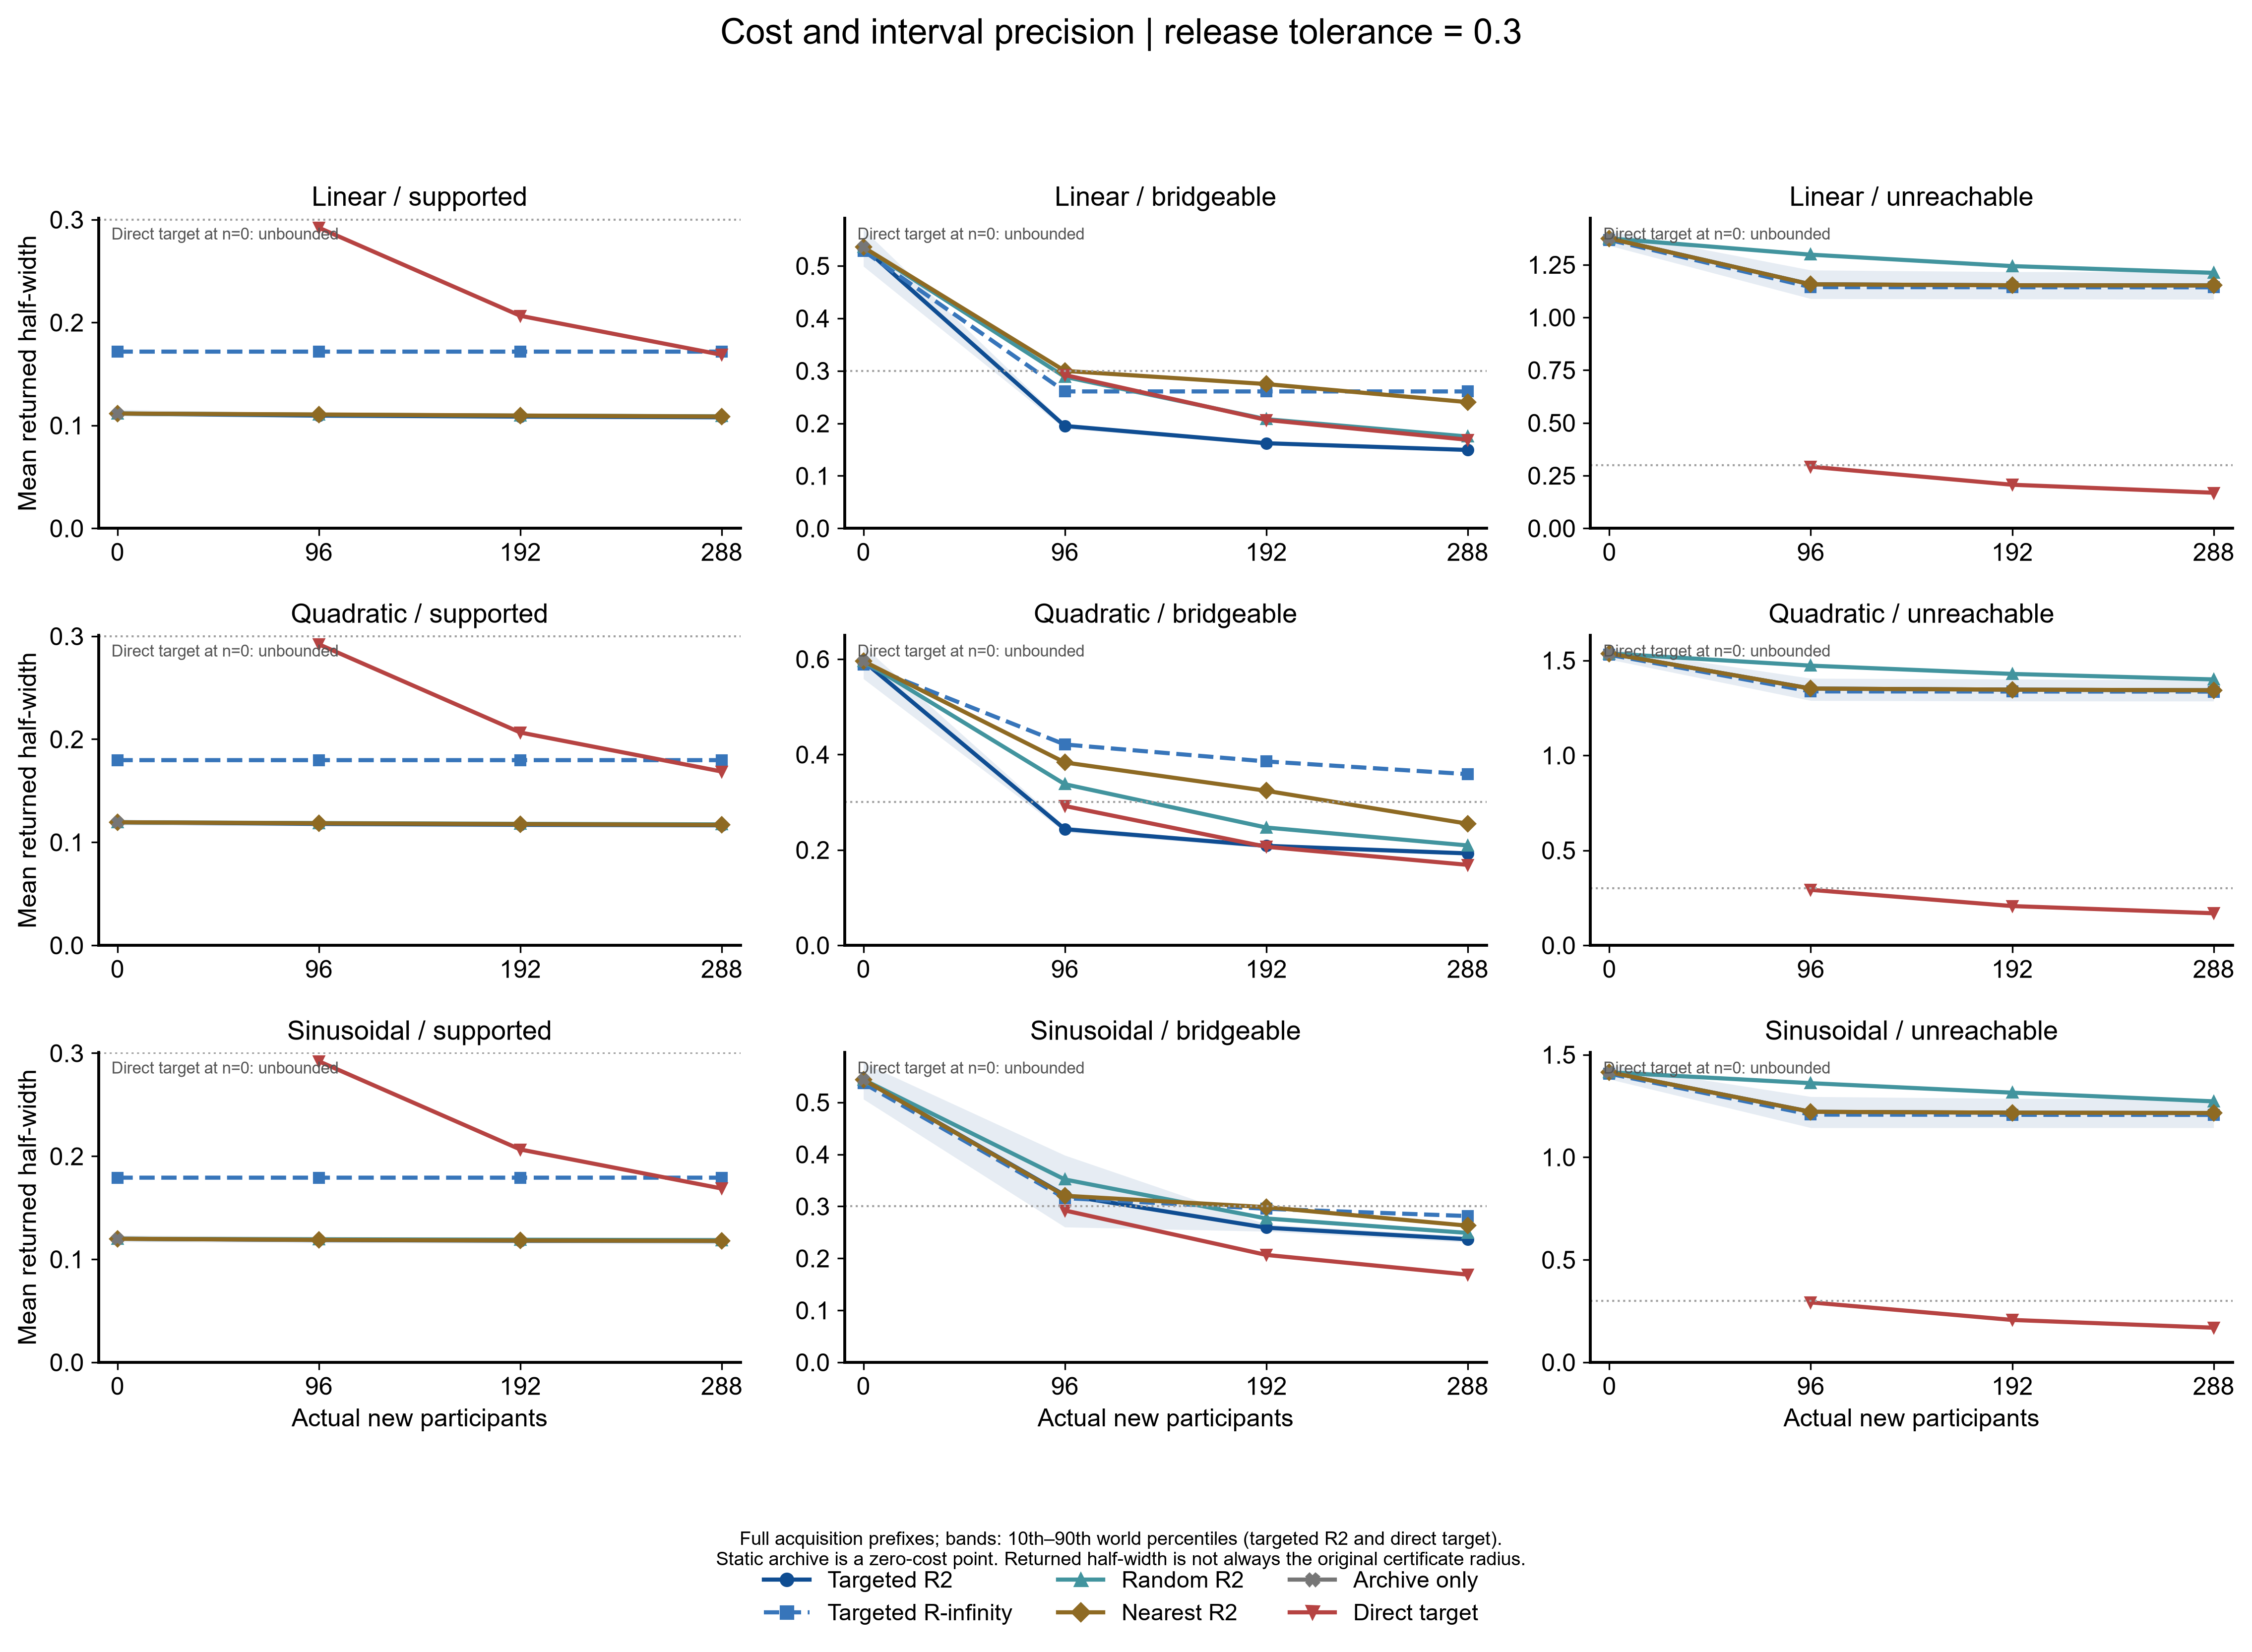 Cost and interval precision | release tolerance = 0.3
Linear / supported
Linear / bridgeable
Linear / unreachable
Mean returned half-width
0.3
0.2
0.1
0.0
Direct target at n=0: unbounded
0 96 192 288
0.5
0.4
0.3
0.2
0.1
0.0
Direct target at n=0: unbounded
0 96 192 288
1.25
1.00
0.75
0.50
0.25
0.00
Direct target at n=0: unbounded
0 96 192 288
Quadratic / supported
Quadratic / bridgeable
Quadratic / unreachable
Mean returned half-width
0.3
0.2
0.1
0.0
Direct target at n=0: unbounded
0 96 192 288
0.6
0.4
0.2
0.0
Direct target at n=0: unbounded
0 96 192 288
1.5
1.0
0.5
0.0
Direct target at n=0: unbounded
0 96 192 288
Sinusoidal / supported
Sinusoidal / bridgeable
Sinusoidal / unreachable
Mean returned half-width
0.3
0.2
0.1
0.0
Direct target at n=0: unbounded
0 96 192 288
Actual new participants
0.5
0.4
0.3
0.2
0.1
0.0
Direct target at n=0: unbounded
0 96 192 288
Actual new participants
1.5
1.0
0.5
0.0
Direct target at n=0: unbounded
0 96 192 288
Actual new participants
Full acquisition prefixes; bands: 10th–90th world percentiles (targeted R2 and direct target).
Static archive is a zero-cost point. Returned half-width is not always the original certificate radius.
Targeted R2
Random R2
Archive only
Targeted R-infinity
Nearest R2
Direct target